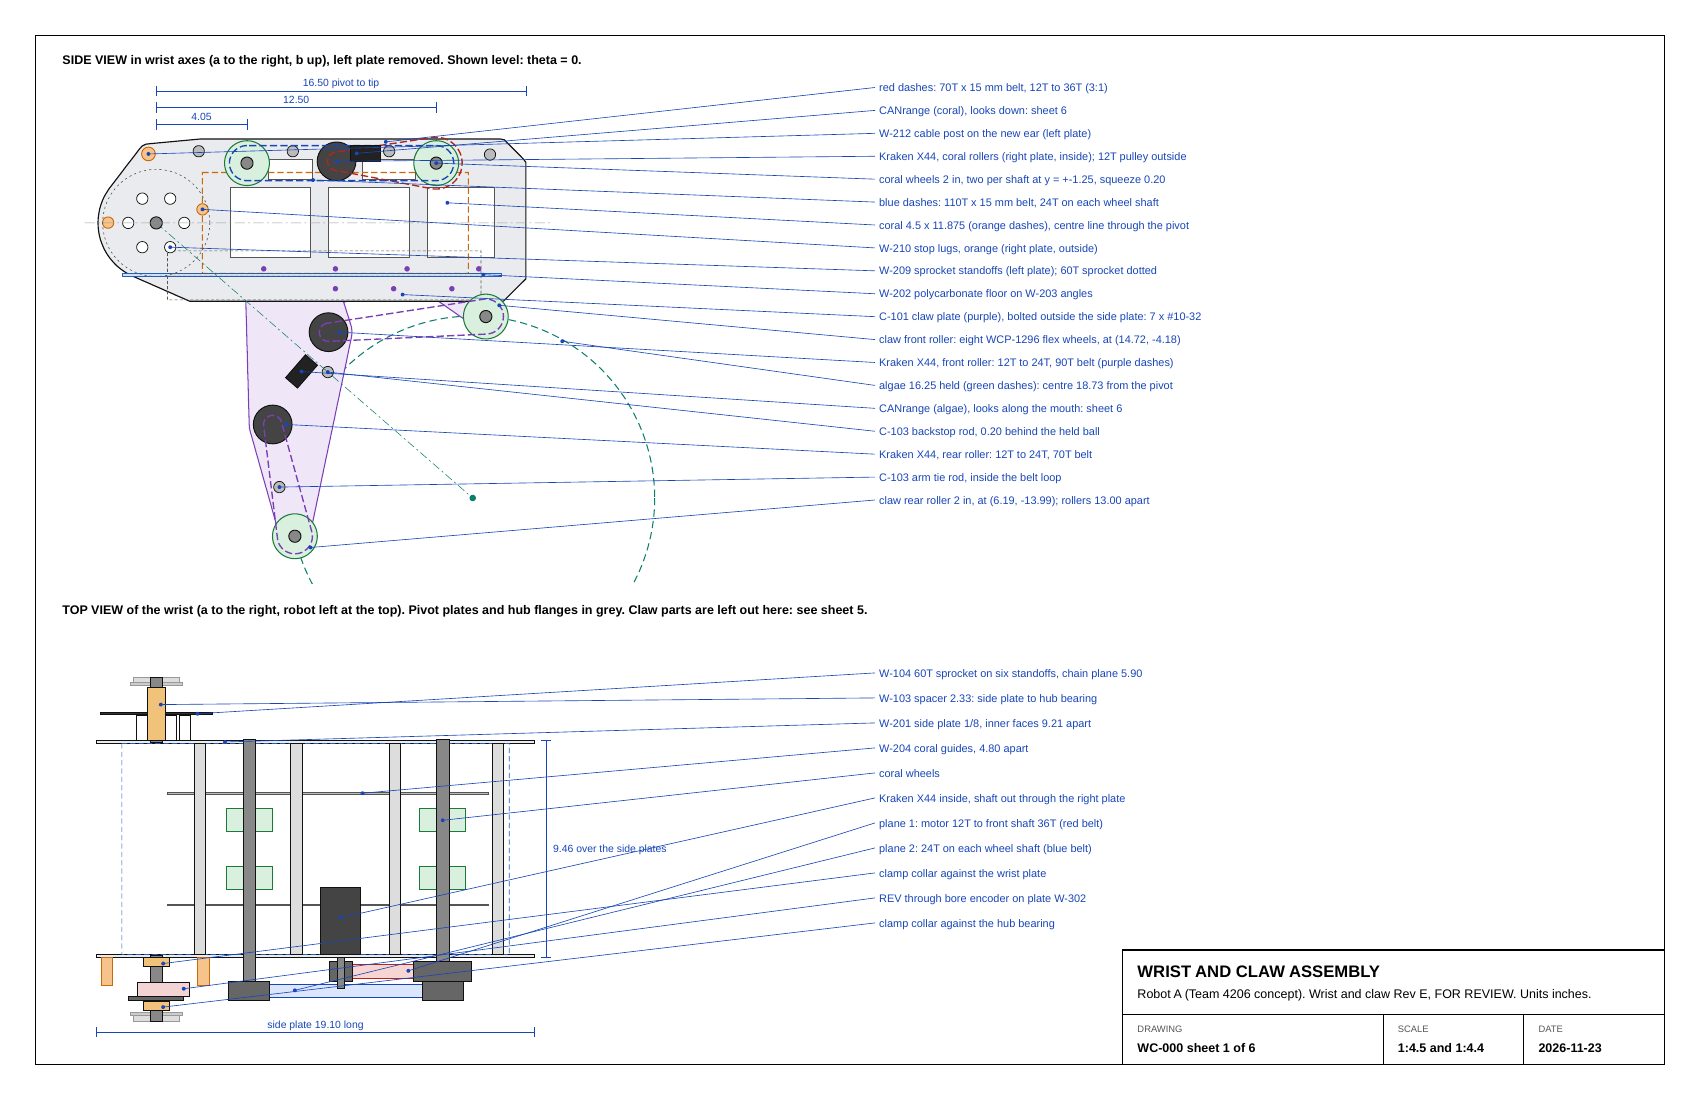 SIDE VIEW in wrist axes (a to the right, b up), left plate removed. Shown level: theta = 0.
16.50 pivot to tip
12.50
4.05
red dashes: 70T x 15 mm belt, 12T to 36T (3:1)
CANrange (coral), looks down: sheet 6
W-212 cable post on the new ear (left plate)
Kraken X44, coral rollers (right plate, inside); 12T pulley outside
coral wheels 2 in, two per shaft at y = +-1.25, squeeze 0.20
blue dashes: 110T x 15 mm belt, 24T on each wheel shaft
coral 4.5 x 11.875 (orange dashes), centre line through the pivot
W-210 stop lugs, orange (right plate, outside)
W-209 sprocket standoffs (left plate); 60T sprocket dotted
W-202 polycarbonate floor on W-203 angles
C-101 claw plate (purple), bolted outside the side plate: 7 x #10-32
claw front roller: eight WCP-1296 flex wheels, at (14.72, -4.18)
Kraken X44, front roller: 12T to 24T, 90T belt (purple dashes)
algae 16.25 held (green dashes): centre 18.73 from the pivot
CANrange (algae), looks along the mouth: sheet 6
C-103 backstop rod, 0.20 behind the held ball
Kraken X44, rear roller: 12T to 24T, 70T belt
C-103 arm tie rod, inside the belt loop
claw rear roller 2 in, at (6.19, -13.99); rollers 13.00 apart
TOP VIEW of the wrist (a to the right, robot left at the top). Pivot plates and hub flanges in grey. Claw parts are left out here: see sheet 5.
W-104 60T sprocket on six standoffs, chain plane 5.90
W-103 spacer 2.33: side plate to hub bearing
W-201 side plate 1/8, inner faces 9.21 apart
W-204 coral guides, 4.80 apart
coral wheels
Kraken X44 inside, shaft out through the right plate
plane 1: motor 12T to front shaft 36T (red belt)
9.46 over the side plates
plane 2: 24T on each wheel shaft (blue belt)
clamp collar against the wrist plate
REV through bore encoder on plate W-302
clamp collar against the hub bearing
side plate 19.10 long
WRIST AND CLAW ASSEMBLY
Robot A (Team 4206 concept). Wrist and claw Rev E, FOR REVIEW. Units inches.
DRAWING
SCALE
DATE
WC-000 sheet 1 of 6
1:4.5 and 1:4.4
2026-11-23